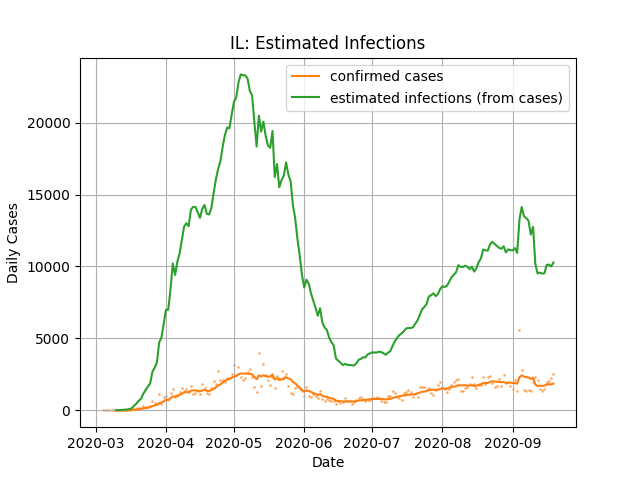 IL: Estimated Infections
confirmed cases
estimated infections (from cases)
Daily Cases
20000
15000
10000
5000
0
2020-03 2020-04 2020-05 2020-06 2020-07 2020-08 2020-09
Date